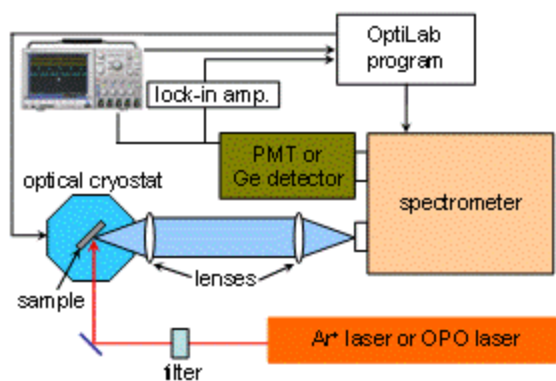 OptiLab
program
lock-in amp.
PMT or
Ge detector
optical cryostat
spectrometer
sample
lenses
Ar⁺ laser or OPO laser
filter